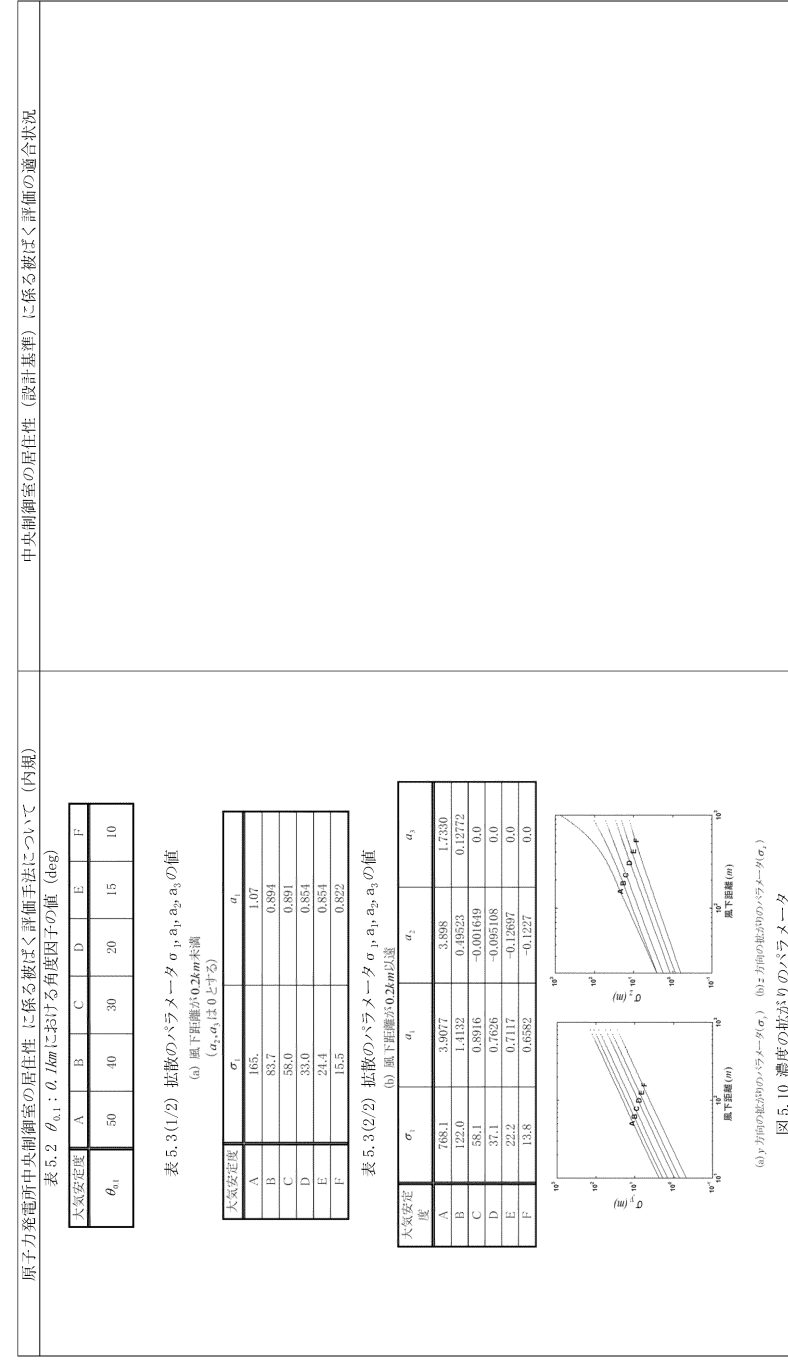 原子力発電所中央制御室の居住性に係る被ばく評価手法について（内規）
中央制御室の居住性（設計基準）に係る被ばく評価の適合状況
表5.2 θ0.1：0.1kmにおける角度因子の値（deg）
大気安定度 A B C D E F
θ0.1 50 40 30 20 15 10
表5.3(1/2) 拡散のパラメータσ1, a1, a2, a3の値
(a) 風下距離が0.2km未満
(a2,a3は0とする)
大気安定度 σ1 a1
A 165. 1.07
B 83.7 0.894
C 58.0 0.891
D 33.0 0.854
E 24.4 0.854
F 15.5 0.822
表5.3(2/2) 拡散のパラメータσ1, a1, a2, a3の値
(b) 風下距離が0.2km以遠
大気安定度 σ1 a1 a2 a3
A 768.1 3.9077 3.898 1.7330
B 122.0 1.4132 0.49523 0.12772
C 58.1 0.8916 -0.001649 0.0
D 37.1 0.7626 -0.095108 0.0
E 22.2 0.7117 -0.12697 0.0
F 13.8 0.6582 -0.1227 0.0
σy (m)
A B C D E F
風下距離(m)
σz (m)
A B C D E F
風下距離(m)
(a)y方向の拡がりのパラメータ(σy) (b)z方向の拡がりのパラメータ(σz)
図5.10 濃度の拡がりのパラメータ